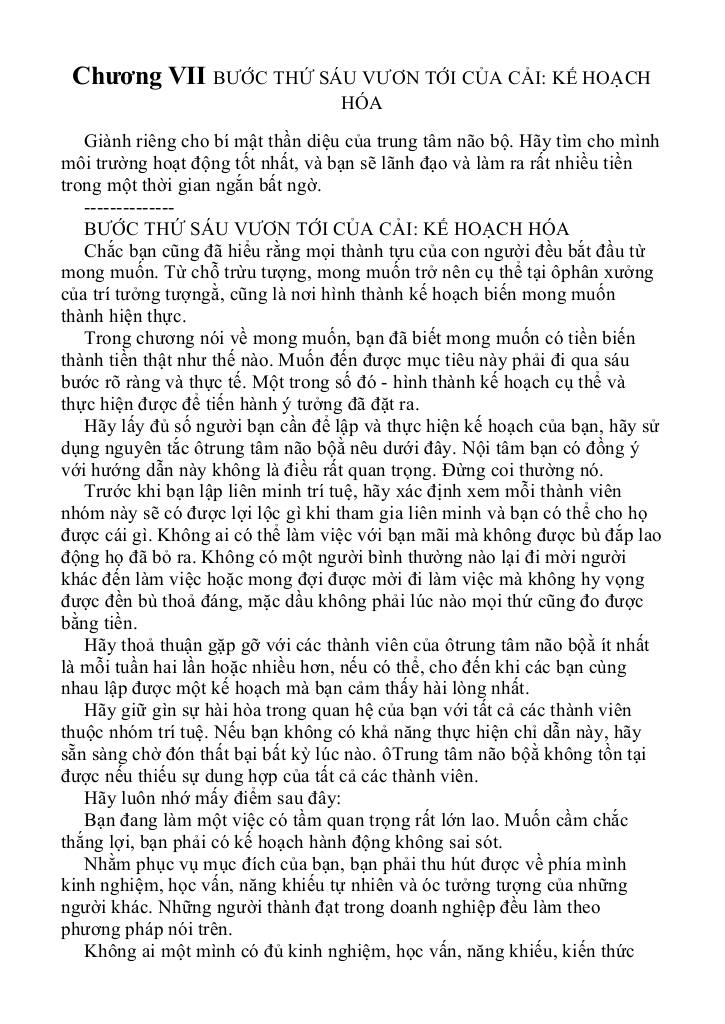 Chương VII BƯỚC THỨ SÁU VƯƠN TỚI CỦA CẢI: KẾ HOẠCH
HÓA
Giành riêng cho bí mật thần diệu của trung tâm não bộ. Hãy tìm cho mình
môi trường hoạt động tốt nhất, và bạn sẽ lãnh đạo và làm ra rất nhiều tiền
trong một thời gian ngắn bất ngờ.
--------------
BƯỚC THỨ SÁU VƯƠN TỚI CỦA CẢI: KẾ HOẠCH HÓA
Chắc bạn cũng đã hiểu rằng mọi thành tựu của con người đều bắt đầu từ
mong muốn. Từ chỗ trừu tượng, mong muốn trở nên cụ thể tại ôphân xưởng
của trí tưởng tượngằ, cũng là nơi hình thành kế hoạch biến mong muốn
thành hiện thực.
Trong chương nói về mong muốn, bạn đã biết mong muốn có tiền biến
thành tiền thật như thế nào. Muốn đến được mục tiêu này phải đi qua sáu
bước rõ ràng và thực tế. Một trong số đó - hình thành kế hoạch cụ thể và
thực hiện được để tiến hành ý tưởng đã đặt ra.
Hãy lấy đủ số người bạn cần để lập và thực hiện kế hoạch của bạn, hãy sử
dụng nguyên tắc ôtrung tâm não bộằ nêu dưới đây. Nội tâm bạn có đồng ý
với hướng dẫn này không là điều rất quan trọng. Đừng coi thường nó.
Trước khi bạn lập liên minh trí tuệ, hãy xác định xem mỗi thành viên
nhóm này sẽ có được lợi lộc gì khi tham gia liên minh và bạn có thể cho họ
được cái gì. Không ai có thể làm việc với bạn mãi mà không được bù đắp lao
động họ đã bỏ ra. Không có một người bình thường nào lại đi mời người
khác đến làm việc hoặc mong đợi được mời đi làm việc mà không hy vọng
được đền bù thoả đáng, mặc dầu không phải lúc nào mọi thứ cũng đo được
bằng tiền.
Hãy thoả thuận gặp gỡ với các thành viên của ôtrung tâm não bộằ ít nhất
là mỗi tuần hai lần hoặc nhiều hơn, nếu có thể, cho đến khi các bạn cùng
nhau lập được một kế hoạch mà bạn cảm thấy hài lòng nhất.
Hãy giữ gìn sự hài hòa trong quan hệ của bạn với tất cả các thành viên
thuộc nhóm trí tuệ. Nếu bạn không có khả năng thực hiện chỉ dẫn này, hãy
sẵn sàng chờ đón thất bại bất kỳ lúc nào. ôTrung tâm não bộằ không tồn tại
được nếu thiếu sự dung hợp của tất cả các thành viên.
Hãy luôn nhớ mấy điểm sau đây:
Bạn đang làm một việc có tầm quan trọng rất lớn lao. Muốn cầm chắc
thắng lợi, bạn phải có kế hoạch hành động không sai sót.
Nhằm phục vụ mục đích của bạn, bạn phải thu hút được về phía mình
kinh nghiệm, học vấn, năng khiếu tự nhiên và óc tưởng tượng của những
người khác. Những người thành đạt trong doanh nghiệp đều làm theo
phương pháp nói trên.
Không ai một mình có đủ kinh nghiệm, học vấn, năng khiếu, kiến thức